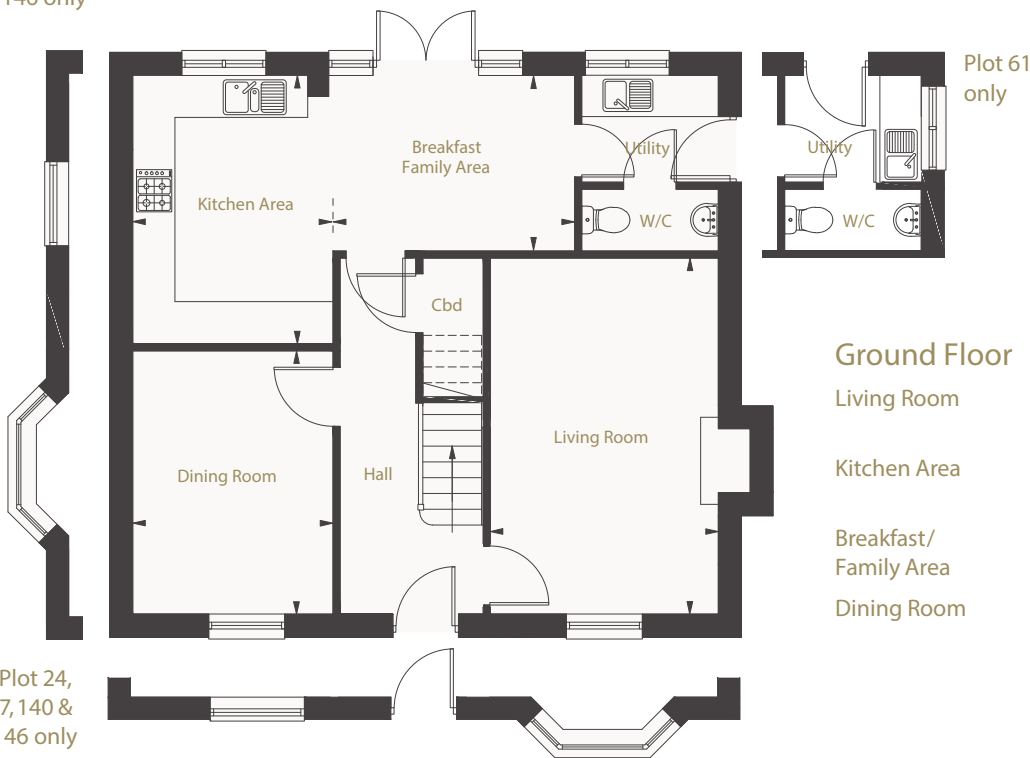 146 only
Plot 61
only
Breakfast
Family Area
Utility
Utility
Kitchen Area
W/C
W/C
Cbd
Ground Floor
Living Room
Kitchen Area
Breakfast/
Family Area
Dining Room
Living Room
Dining Room
Hall
Plot 24,
7,140 &
46 only